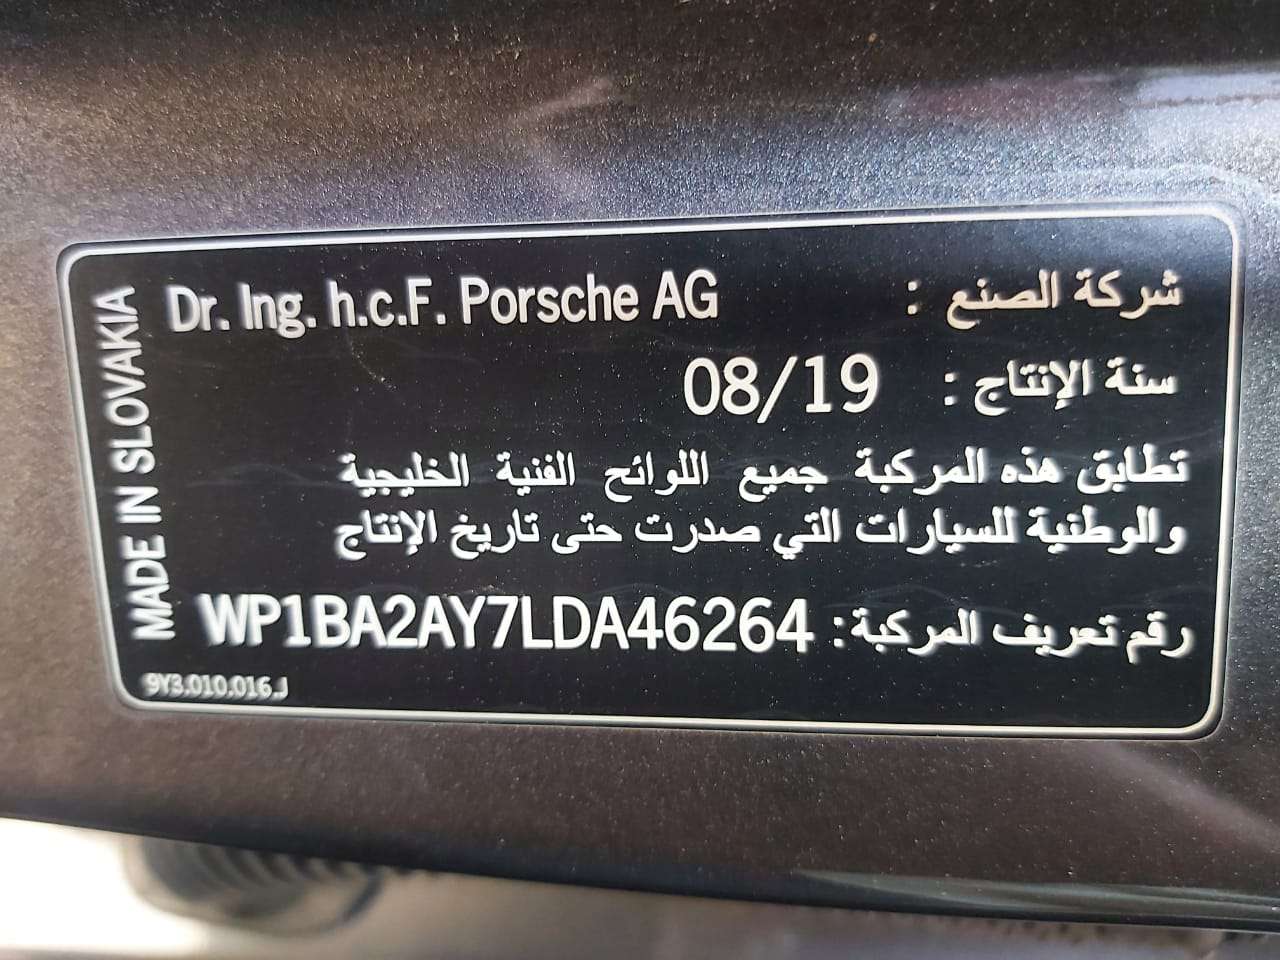 شركة الصنع : Dr. Ing. h.c.F. Porsche AG
سنة الإنتاج : 08/19
تطابق هذه المركبة جميع اللوائح الفنية الخليجية
والوطنية للسيارات التي صدرت حتى تاريخ الإنتاج
رقم تعريف المركبة: WP1BA2AY7LDA46264
9Y3.010.016.J
MADE IN SLOVAKIA